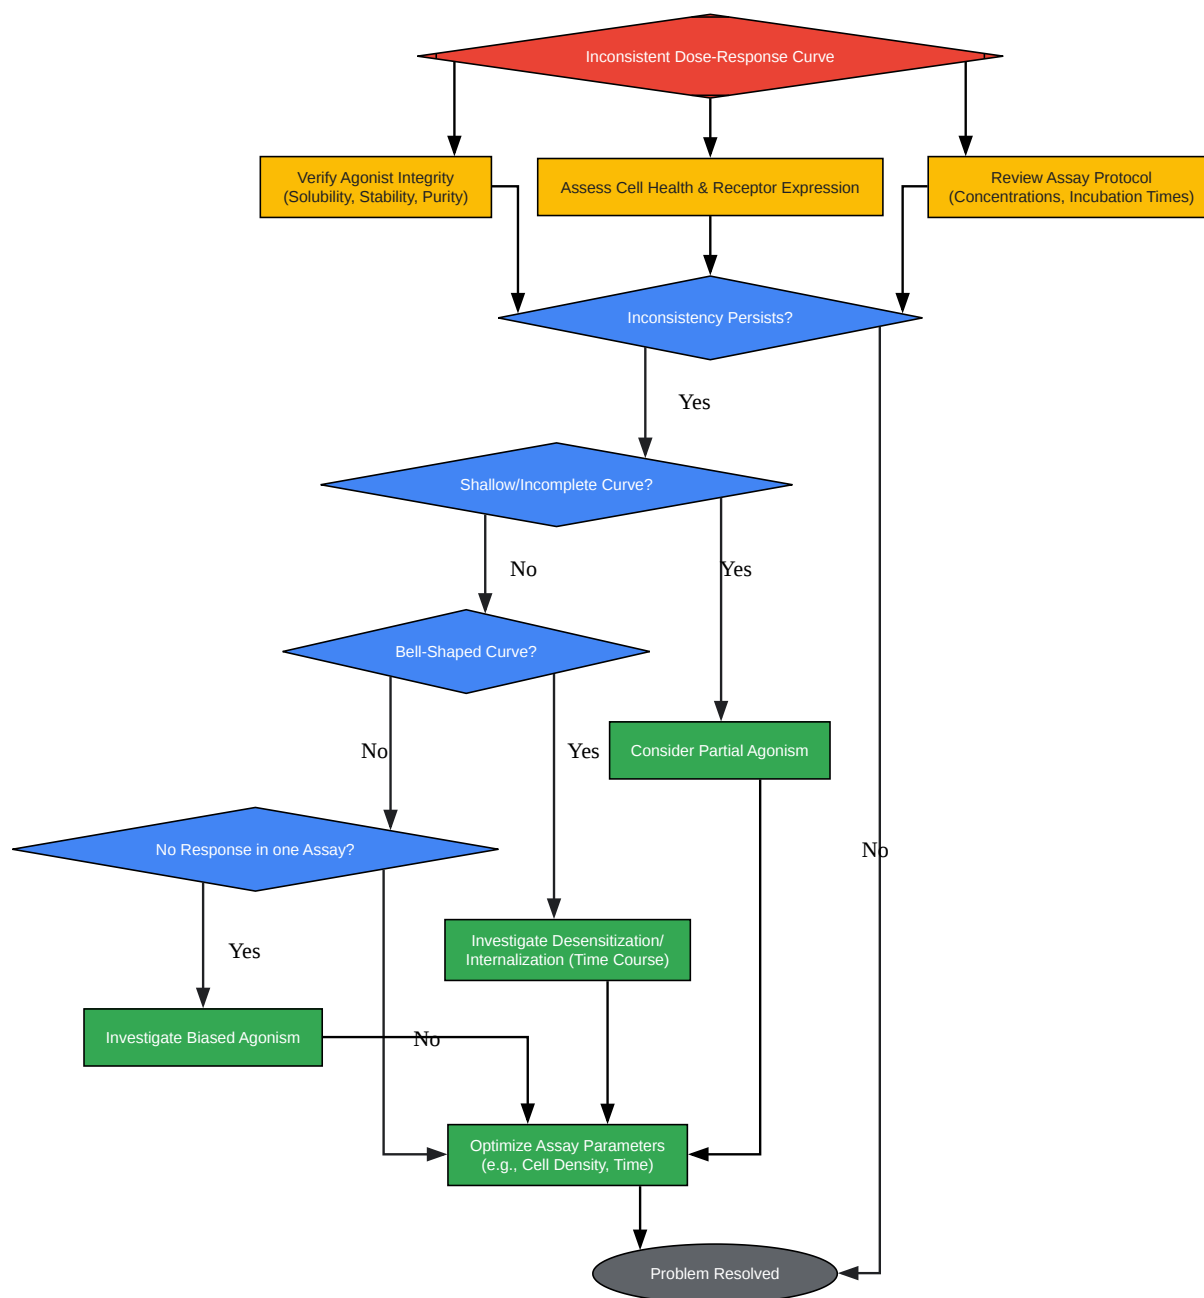 Inconsistent Dose-Response Curve
Verify Agonist Integrity
(Solubility, Stability, Purity)
Assess Cell Health & Receptor Expression
Review Assay Protocol
(Concentrations, Incubation Times)
Inconsistency Persists?
Yes
Shallow/Incomplete Curve?
No
Yes
Bell-Shaped Curve?
No
Yes
Consider Partial Agonism
No Response in one Assay?
No
Yes
Investigate Desensitization/
Internalization (Time Course)
Investigate Biased Agonism
No
Optimize Assay Parameters
(e.g., Cell Density, Time)
Problem Resolved